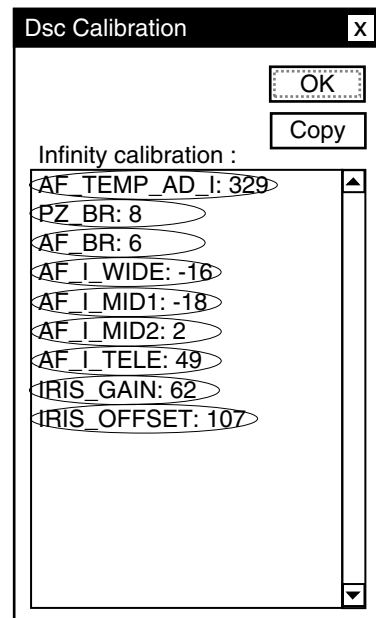 Dsc Calibration X
OK
Copy
Infinity calibration :
AF_TEMP_AD_I: 329
PZ_BR: 8
AF_BR: 6
AF_I_WIDE: -16
AF_I_MID1: -18
AF_I_MID2: 2
AF_I_TELE: 49
IRIS_GAIN: 62
IRIS_OFFSET: 107